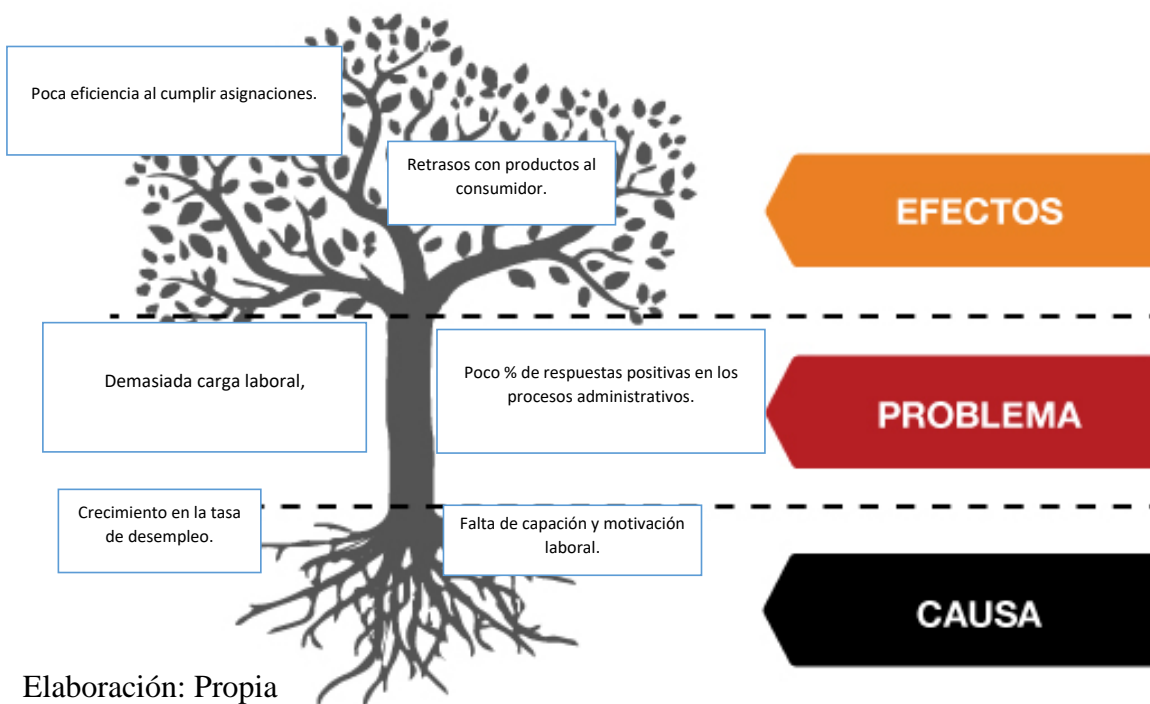 Poca eficiencia al cumplir asignaciones.
Retrasos con productos al
consumidor.
EFECTOS
Demasiada carga laboral,
Poco % de respuestas positivas en los
procesos administrativos.
PROBLEMA
Crecimiento en la tasa
de desempleo.
Falta de capación y motivación
laboral.
CAUSA
Elaboración: Propia